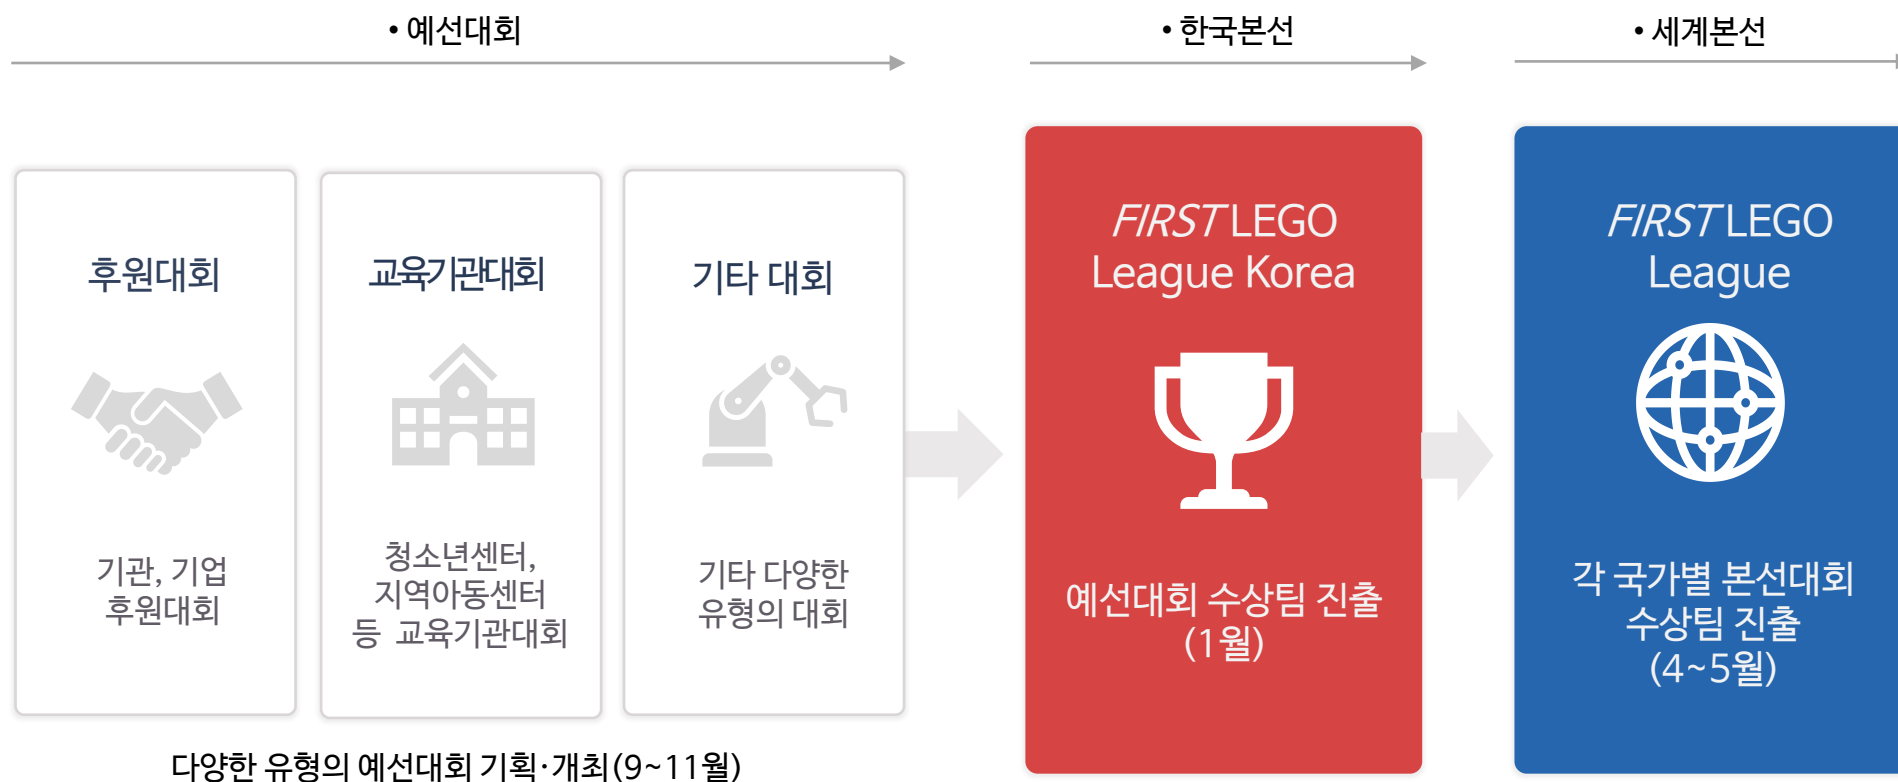 • 예선대회
• 한국본선
• 세계본선
후원대회
기관, 기업
후원대회
교육기관대회
청소년센터,
지역아동센터
등 교육기관대회
기타 대회
기타 다양한
유형의 대회
다양한 유형의 예선대회 기획·개최(9~11월)
FIRST LEGO
League Korea
예선대회 수상팀 진출
(1월)
FIRST LEGO
League
각 국가별 본선대회
수상팀 진출
(4~5월)